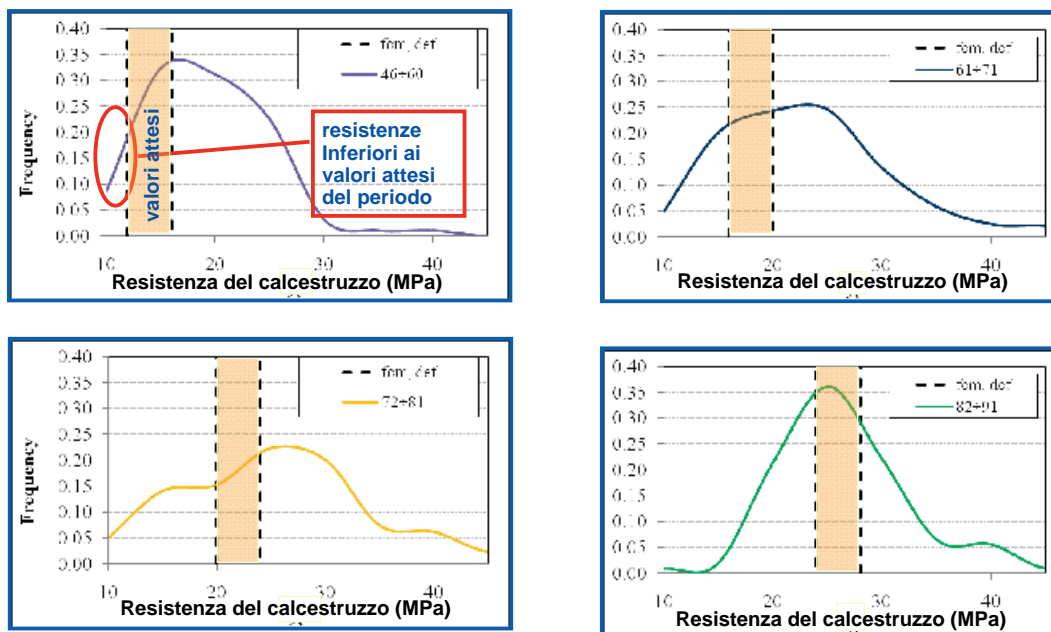 0.40
0.35
0.30
0.25
0.20
0.15
0.10
0.05
0.00
Frequency
fcm, def
46÷60
valori attesi
resistenze
Inferiori ai
valori attesi
del periodo
10 20 30 40
Resistenza del calcestruzzo (MPa)
0.40
0.35
0.30
0.25
0.20
0.15
0.10
0.05
0.00
fcm, def
61÷71
10 20 30 40
Resistenza del calcestruzzo (MPa)
0.40
0.35
0.30
0.25
0.20
0.15
0.10
0.05
0.00
Frequency
fcm, def
72÷81
10 20 30 40
Resistenza del calcestruzzo (MPa)
0.40
0.35
0.30
0.25
0.20
0.15
0.10
0.05
0.00
fcm, def
82÷91
10 20 30 40
Resistenza del calcestruzzo (MPa)